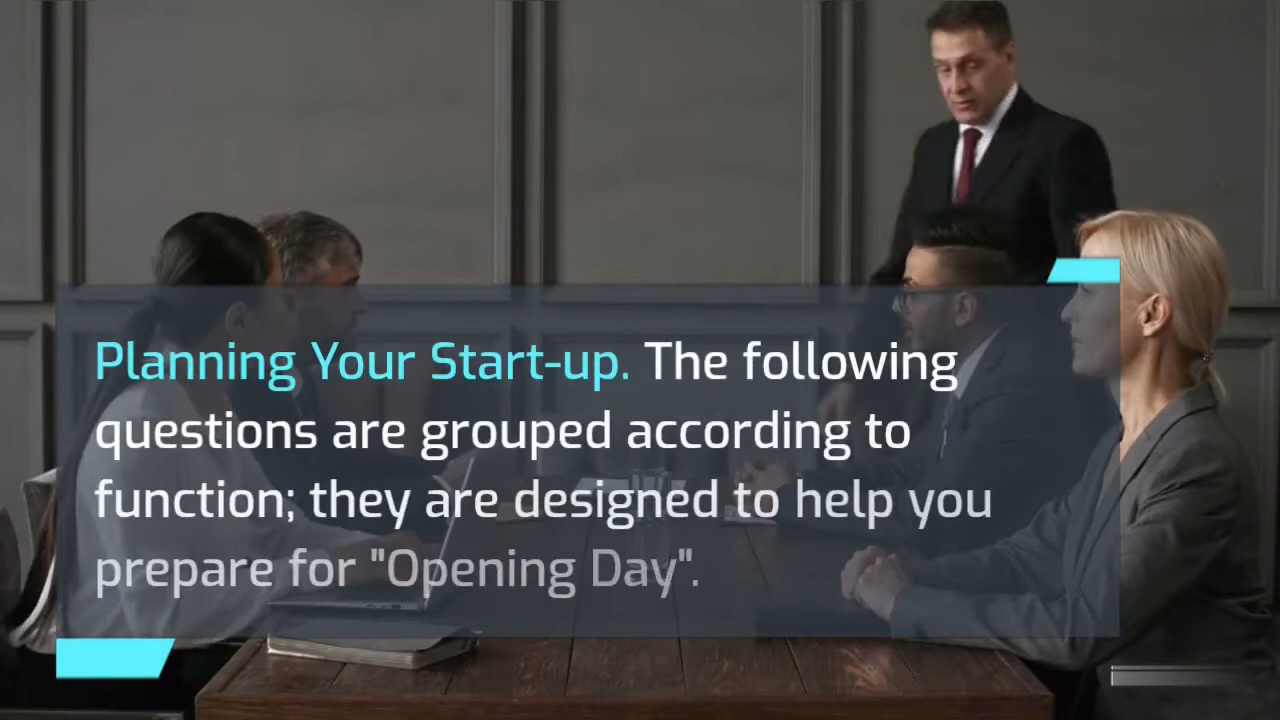 Planning Your Start-up. The following
questions are grouped according to
function; they are designed to help you
prepare for "Opening Day".